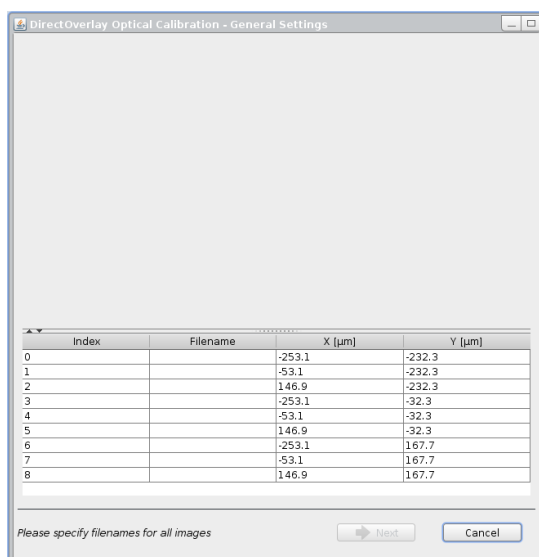 DirectOverlay Optical Calibration - General Settings
Index Filename X [µm] Y [µm]
0 -253.1 -232.3
1 -53.1 -232.3
2 146.9 -232.3
3 -253.1 -32.3
4 -53.1 -32.3
5 146.9 -32.3
6 -253.1 167.7
7 -53.1 167.7
8 146.9 167.7
Please specify filenames for all images Next Cancel